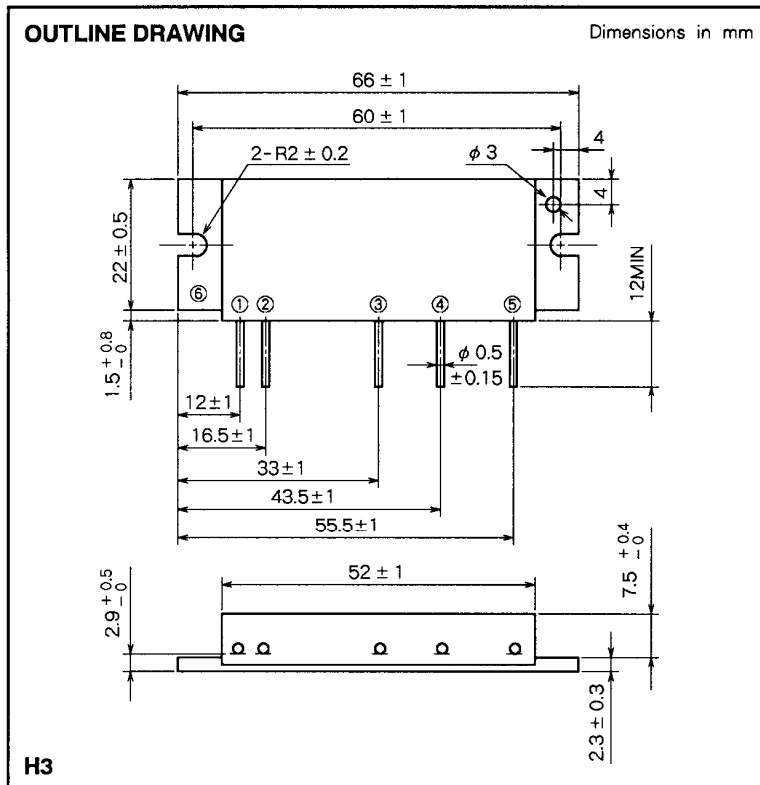 OUTLINE DRAWING
Dimensions in mm
66 ± 1
60 ± 1
4
2-R2 ± 0.2
φ 3
4
22 ± 0.5
12MIN
⑥
① ② ③ ④ ⑤
1.5 + 0.8 - 0
φ 0.5
±0.15
12±1
16.5±1
33±1
43.5±1
55.5±1
52 ± 1
2.9 + 0.5 - 0
7.5 + 0.4 - 0
2.3 ± 0.3
H3